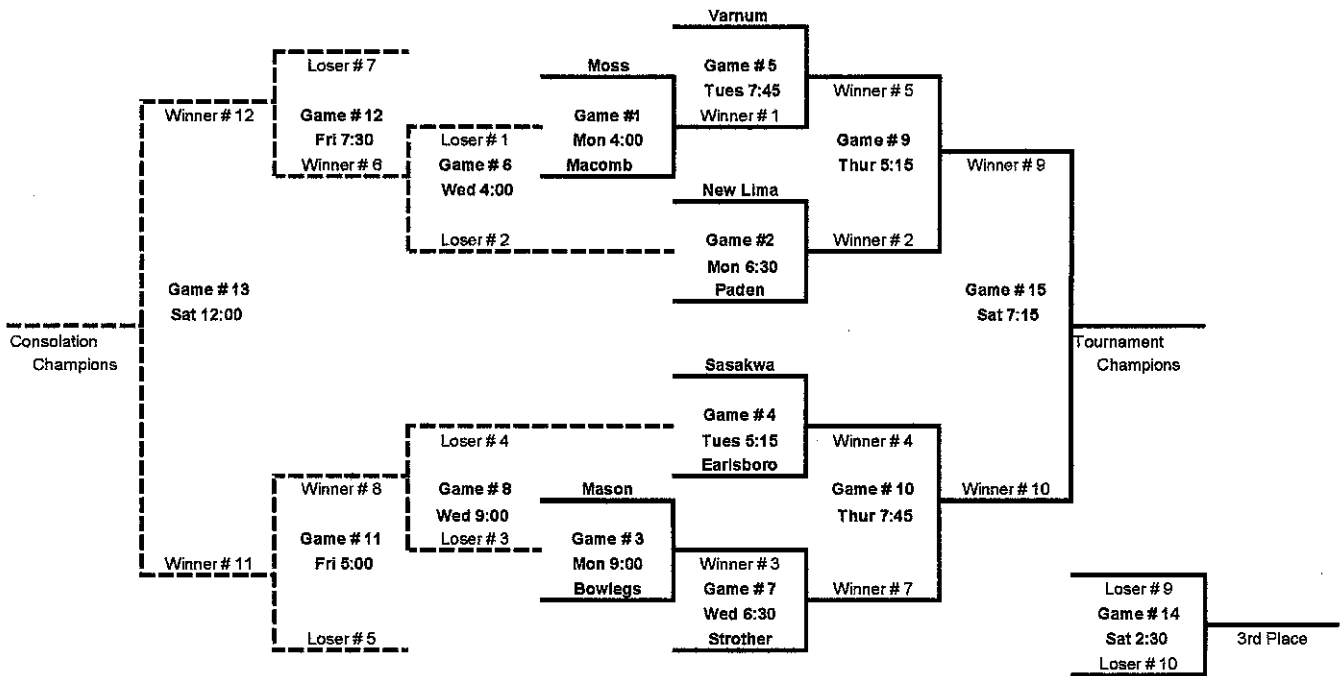 Varnum
Loser # 7
Moss
Game # 5
Tues 7:45
Winner # 5
Winner # 12
Game # 12
Fri 7:30
Winner # 6
Loser # 1
Game # 6
Wed 4:00
Game #1
Mon 4:00
Macomb
Winner # 1
Game # 9
Thur 5:15
Winner # 9
New Lima
Loser # 2
Game #2
Mon 6:30
Paden
Winner # 2
Game # 13
Sat 12:00
Game # 15
Sat 7:15
Consolation
Champions
Tournament
Champions
Sasakwa
Loser # 4
Game # 4
Tues 5:15
Earlsboro
Winner # 4
Winner # 8
Game # 8
Wed 9:00
Loser # 3
Mason
Game # 10
Thur 7:45
Winner # 10
Winner # 11
Game # 11
Fri 5:00
Game # 3
Mon 9:00
Bowlegs
Winner # 3
Game # 7
Wed 6:30
Strother
Winner # 7
Loser # 5
Loser # 9
Game # 14
Sat 2:30
Loser # 10
3rd Place